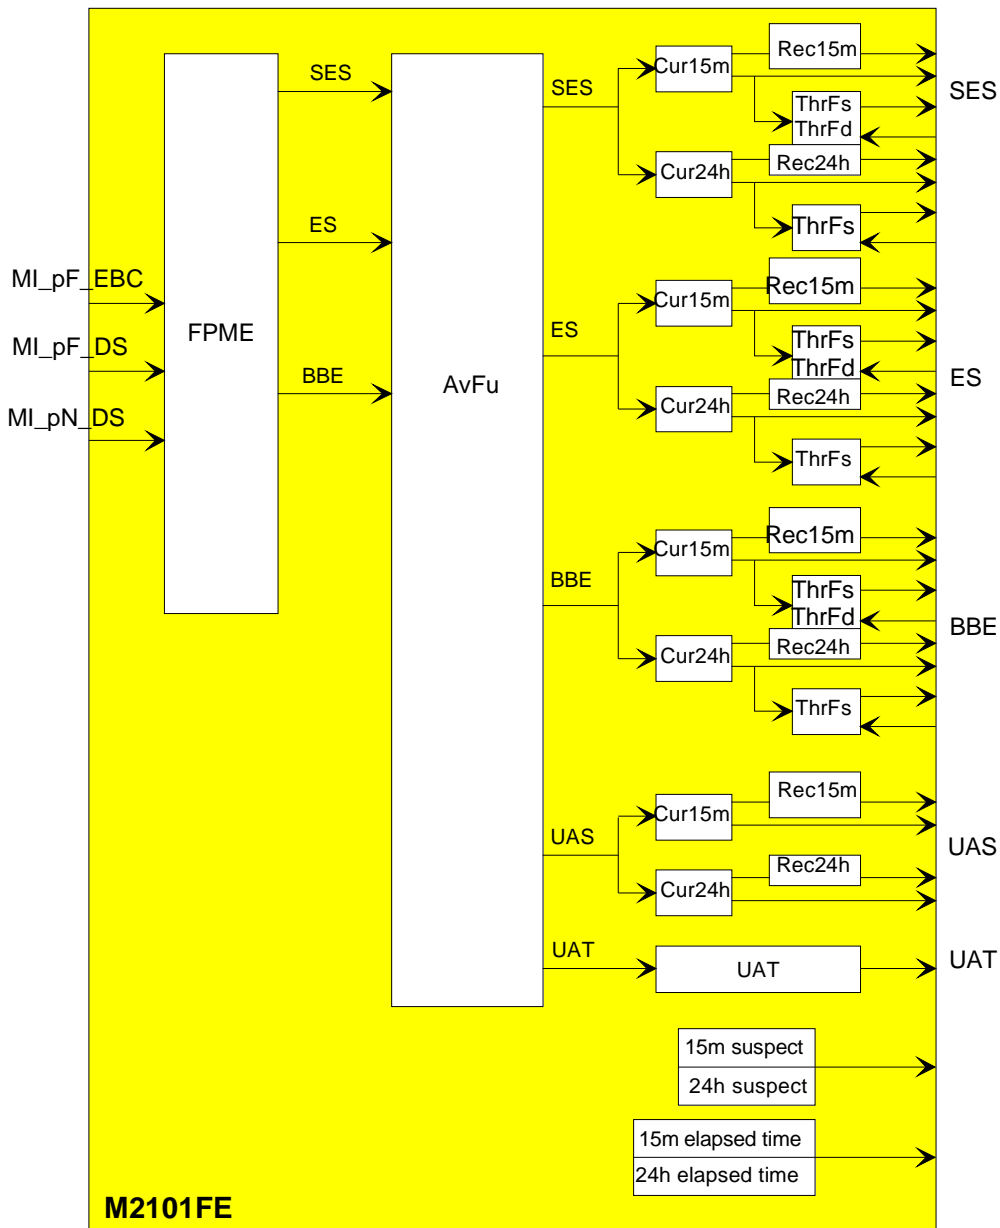 MI_pF_EBC
MI_pF_DS
MI_pN_DS
FPME
SES
ES
BBE
AvFu
SES
Cur15m
Rec15m
ThrFs
ThrFd
Cur24h
Rec24h
ThrFs
SES
ES
Cur15m
Rec15m
ThrFs
ThrFd
Cur24h
Rec24h
ThrFs
ES
BBE
Cur15m
Rec15m
ThrFs
ThrFd
Cur24h
Rec24h
ThrFs
BBE
UAS
Cur15m
Rec15m
Cur24h
Rec24h
UAS
UAT
UAT
UAT
15m suspect
24h suspect
15m elapsed time
24h elapsed time
M2101FE